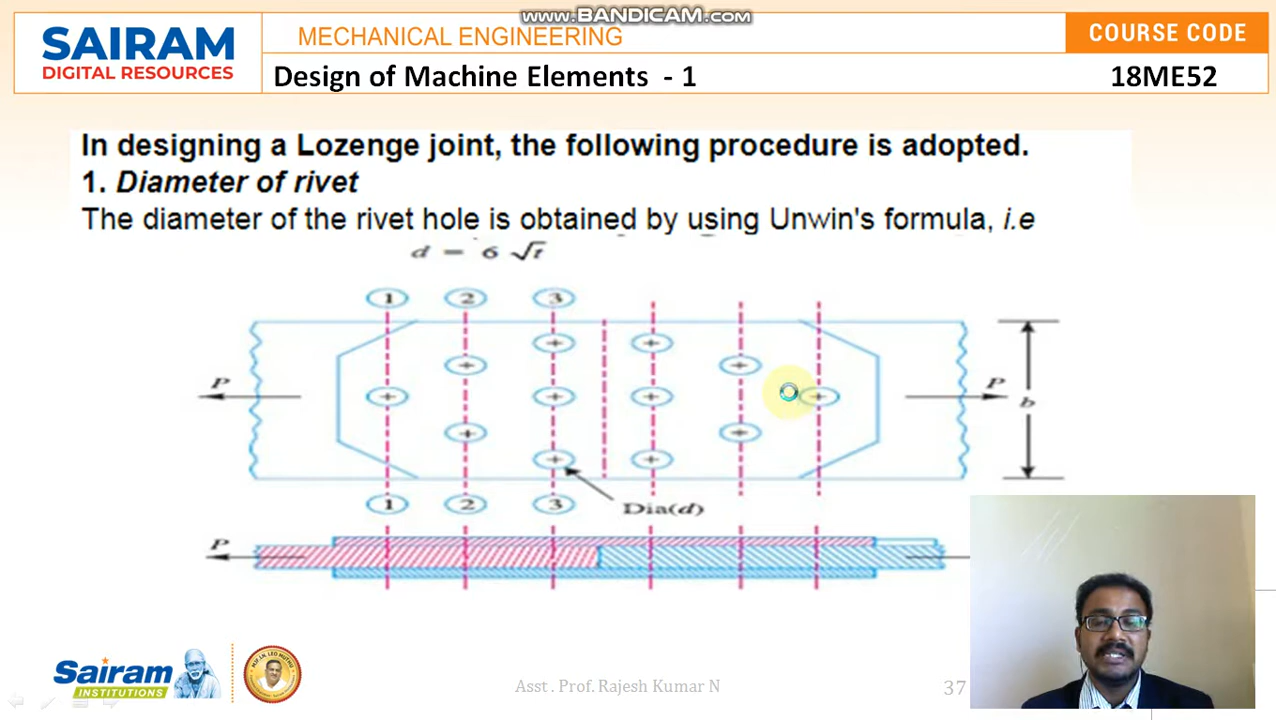 www.BANDICAM.com
SAIRAM
DIGITAL RESOURCES
MECHANICAL ENGINEERING
COURSE CODE
Design of Machine Elements - 1
18ME52
In designing a Lozenge joint, the following procedure is adopted.
1. Diameter of rivet
The diameter of the rivet hole is obtained by using Unwin's formula, i.e
d = 6 √t
1 2 3
P
P
b
1 2 3
Dia(d)
P
Sairam
INSTITUTIONS
Asst . Prof. Rajesh Kumar N
37